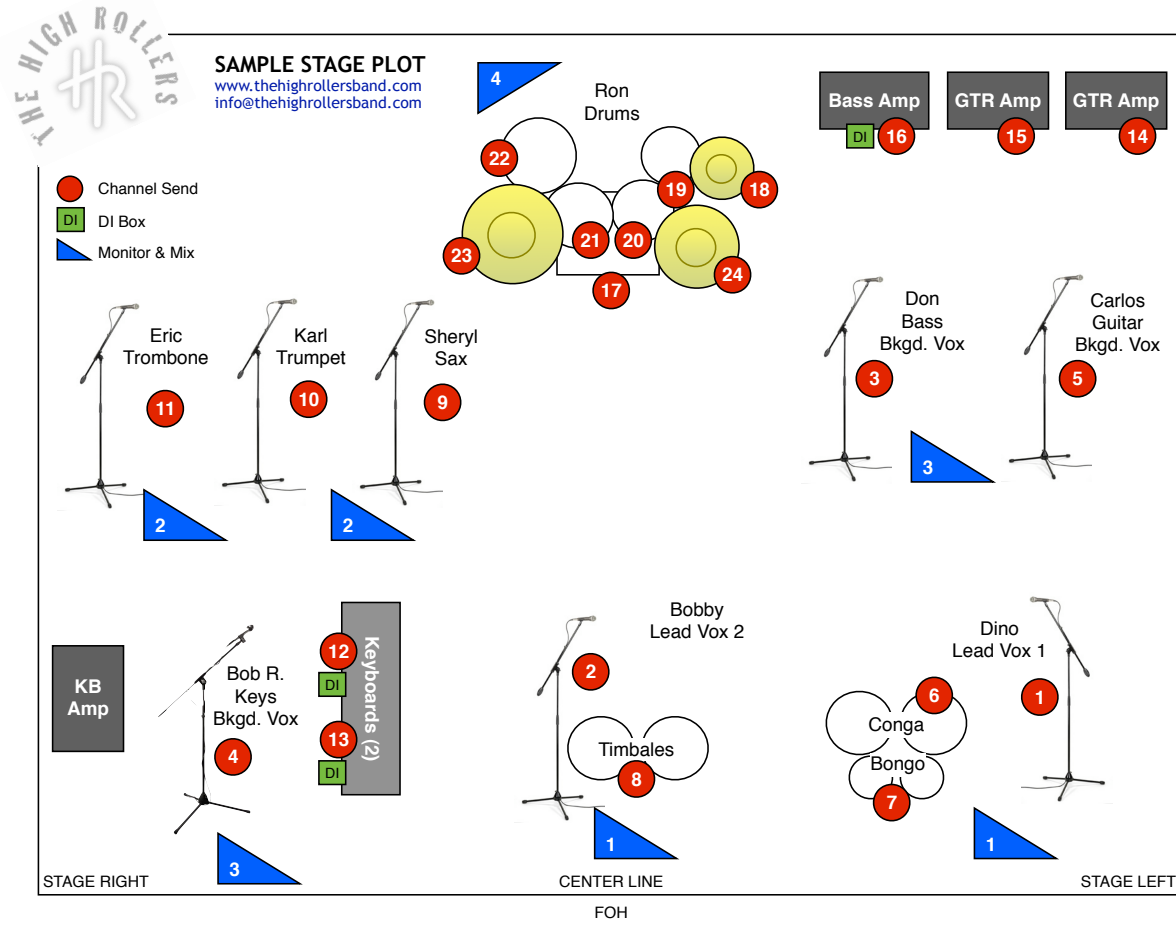 THE HIGH ROLLERS
HR
SAMPLE STAGE PLOT
www.thehighrollersband.com
info@thehighrollersband.com
Channel Send
DI
DI Box
Monitor & Mix
4
Ron
Drums
22
19
18
21
20
23
24
17
Bass Amp
DI
16
GTR Amp
15
GTR Amp
14
Eric
Trombone
11
Karl
Trumpet
10
Sheryl
Sax
9
2
2
Don
Bass
Bkgd. Vox
3
Carlos
Guitar
Bkgd. Vox
5
3
KB
Amp
Bob R.
Keys
Bkgd. Vox
4
3
Keyboards (2)
12
DI
13
DI
Bobby
Lead Vox 2
2
Timbales
8
1
Dino
Lead Vox 1
1
6
Conga
Bongo
7
1
STAGE RIGHT
CENTER LINE
STAGE LEFT
FOH